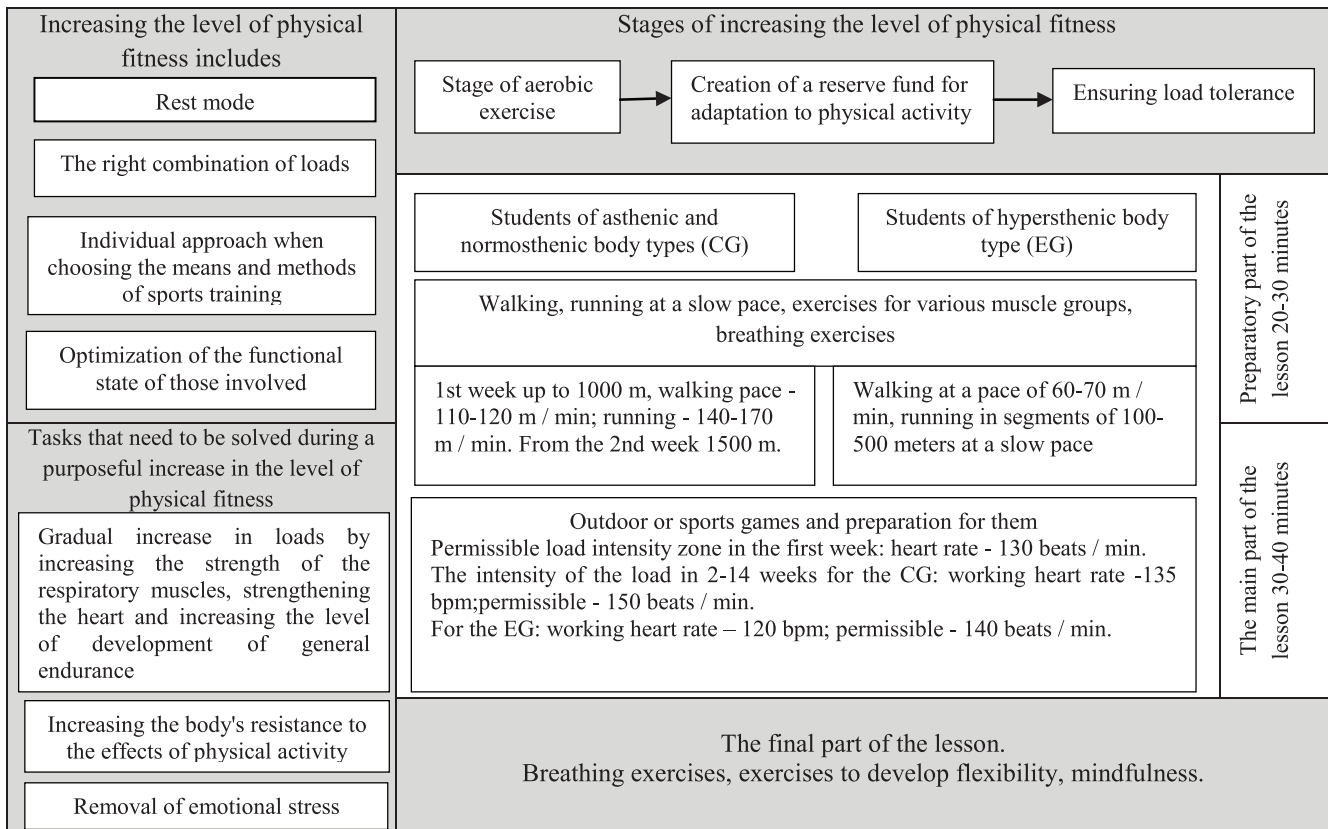 Increasing the level of physical
fitness includes
Rest mode
The right combination of loads
Individual approach when
choosing the means and methods
of sports training
Optimization of the functional
state of those involved
Tasks that need to be solved during a
purposeful increase in the level of
physical fitness
Gradual increase in loads by
increasing the strength of the
respiratory muscles, strengthening
the heart and increasing the level
of development of general
endurance
Increasing the body's resistance to
the effects of physical activity
Removal of emotional stress
Stages of increasing the level of physical fitness
Stage of aerobic
exercise
Creation of a reserve fund for
adaptation to physical activity
Ensuring load tolerance
Students of asthenic and
normosthenic body types (CG)
Students of hypersthenic body
type (EG)
Walking, running at a slow pace, exercises for various muscle groups,
breathing exercises
1st week up to 1000 m, walking pace -
110-120 m / min; running - 140-170
m / min. From the 2nd week 1500 m.
Walking at a pace of 60-70 m /
min, running in segments of 100-
500 meters at a slow pace
Preparatory part of the
lesson 20-30 minutes
Outdoor or sports games and preparation for them
Permissible load intensity zone in the first week: heart rate - 130 beats / min.
The intensity of the load in 2-14 weeks for the CG: working heart rate -135
bpm;permissible - 150 beats / min.
For the EG: working heart rate – 120 bpm; permissible - 140 beats / min.
The main part of the
lesson 30-40 minutes
The final part of the lesson.
Breathing exercises, exercises to develop flexibility, mindfulness.